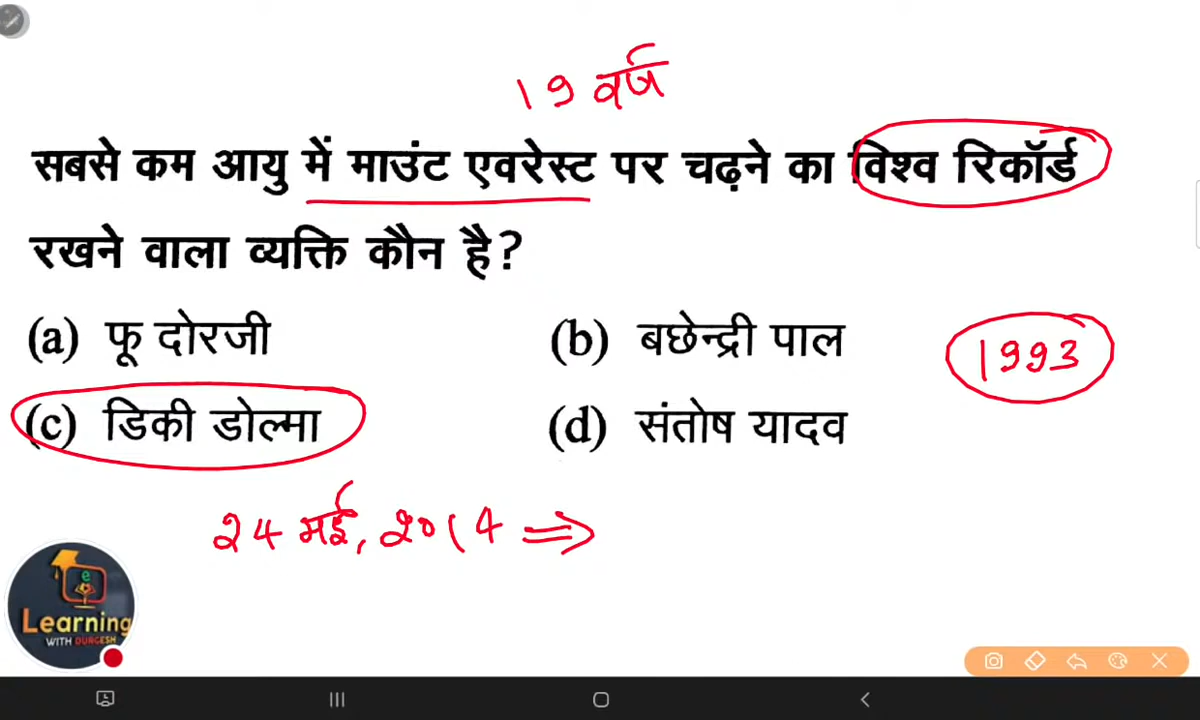 19 वर्ज
सबसे कम आयु में माउंट एवरेस्ट पर चढ़ने का विश्व रिकॉर्ड
रखने वाला व्यक्ति कौन है?
(a) फू दोरजी (b) बछेन्द्री पाल
1993
(c) डिकी डोल्मा (d) संतोष यादव
24 मई, 2014 ⇒
e
Learning
WITH DURGESH